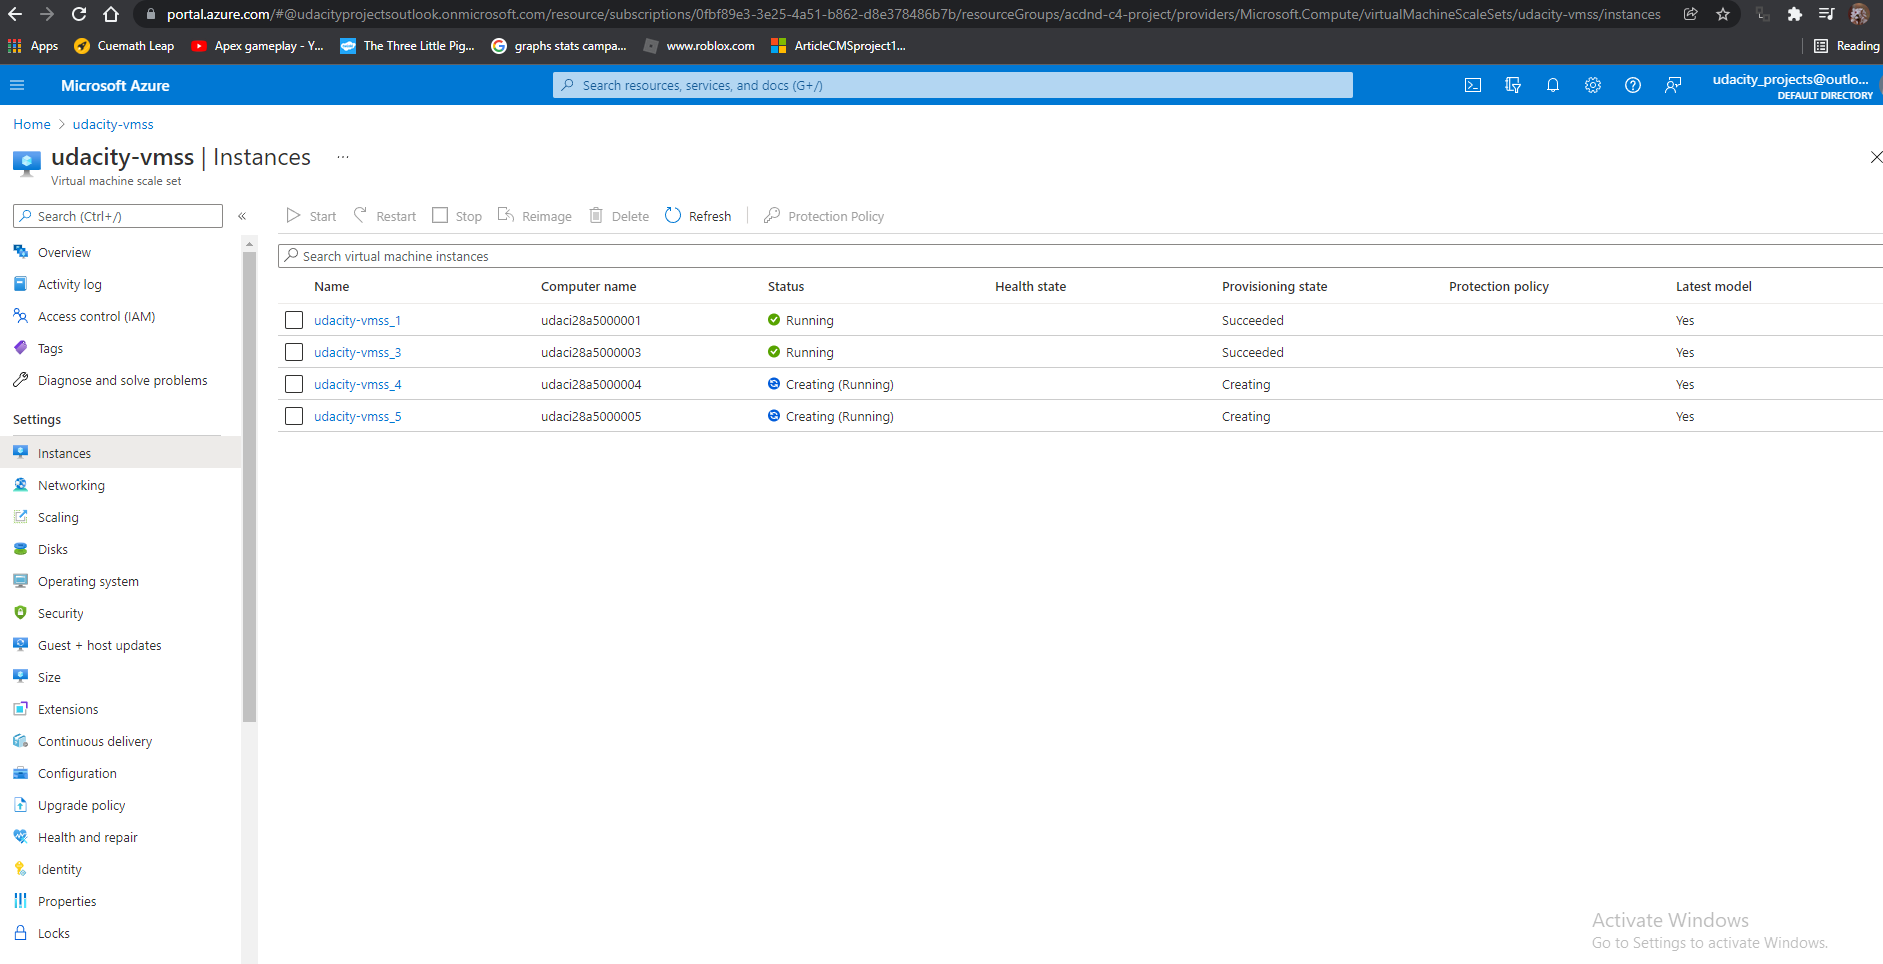 portal.azure.com/#@udacityprojectsoutlook.onmicrosoft.com/resource/subscriptions/0fbf89e3-3e25-4a51-b862-d8e378486b7b/resourceGroups/acdnd-c4-project/providers/Microsoft.Compute/virtualMachineScaleSets/udacity-vmss/instances
Apps Cuemath Leap Apex gameplay - Y... The Three Little Pig... graphs stats campa... www.roblox.com ArticleCMSproject1... Reading
Microsoft Azure Search resources, services, and docs (G+/) udacity_projects@outlo...
DEFAULT DIRECTORY
Home > udacity-vmss
udacity-vmss | Instances ...
Virtual machine scale set
Search (Ctrl+/) « Start Restart Stop Reimage Delete Refresh Protection Policy
Search virtual machine instances
Name Computer name Status Health state Provisioning state Protection policy Latest model
udacity-vmss_1 udaci28a5000001 Running Succeeded Yes
udacity-vmss_3 udaci28a5000003 Running Succeeded Yes
udacity-vmss_4 udaci28a5000004 Creating (Running) Creating Yes
udacity-vmss_5 udaci28a5000005 Creating (Running) Creating Yes
Overview
Activity log
Access control (IAM)
Tags
Diagnose and solve problems
Settings
Instances
Networking
Scaling
Disks
Operating system
Security
Guest + host updates
Size
Extensions
Continuous delivery
Configuration
Upgrade policy
Health and repair
Identity
Properties
Locks
Activate Windows
Go to Settings to activate Windows.